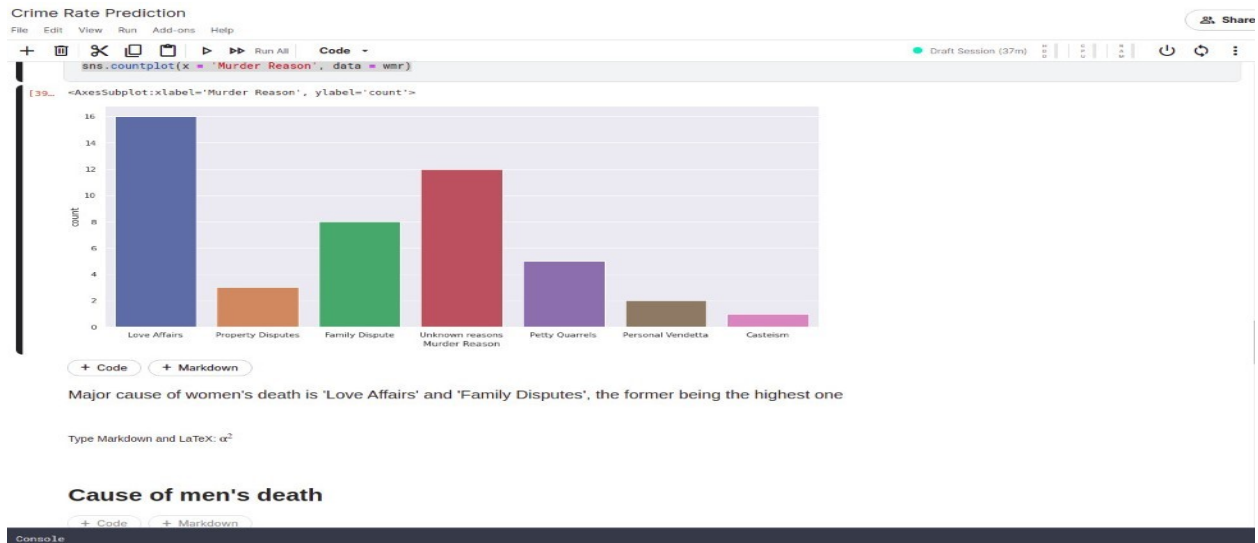 Crime Rate Prediction
Share
File Edit View Run Add-ons Help
Run All Code
Draft Session (37m)
sns.countplot(x = 'Murder Reason', data = wmr)
[39…
<AxesSubplot:xlabel='Murder Reason', ylabel='count'>
16
14
12
10
8
6
4
2
0
count
Love Affairs Property Disputes Family Dispute Unknown reasons Petty Quarrels Personal Vendetta Casteism
Murder Reason
+ Code + Markdown
Major cause of women's death is 'Love Affairs' and 'Family Disputes', the former being the highest one
Type Markdown and LaTeX: α²
Cause of men's death
+ Code + Markdown
Console